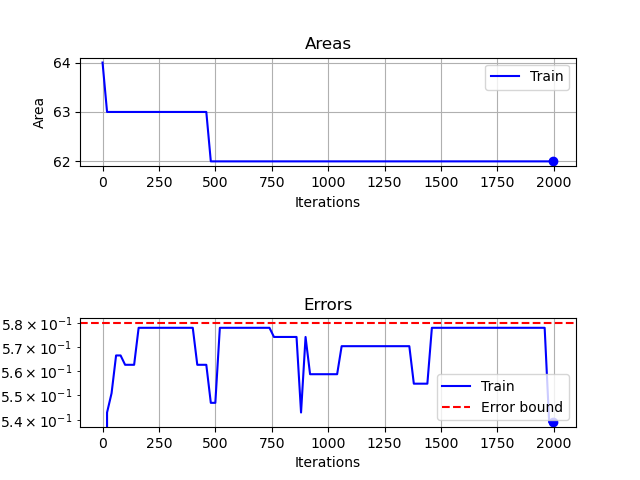 Areas
64
63
62
Area
Train
0 250 500 750 1000 1250 1500 1750 2000
Iterations
Errors
5.8 × 10⁻¹
5.7 × 10⁻¹
5.6 × 10⁻¹
5.5 × 10⁻¹
5.4 × 10⁻¹
Train
Error bound
0 250 500 750 1000 1250 1500 1750 2000
Iterations